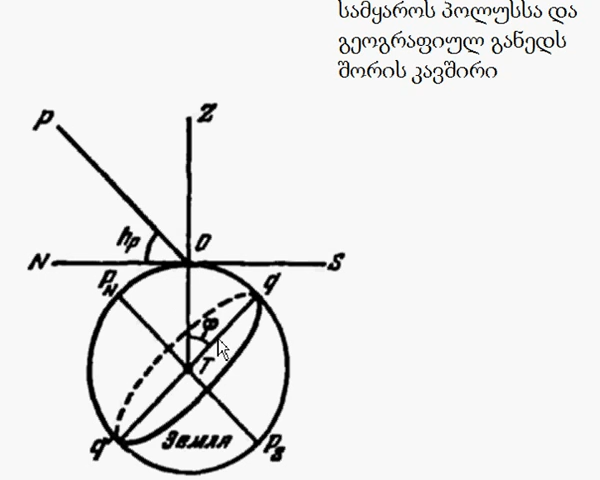 სამყაროს პოლუსსა და
გეოგრაფიულ განედს
შორის კავშირი
P
Z
hp
O
N
S
PN
q
φ
T
q'
Земля
Ps